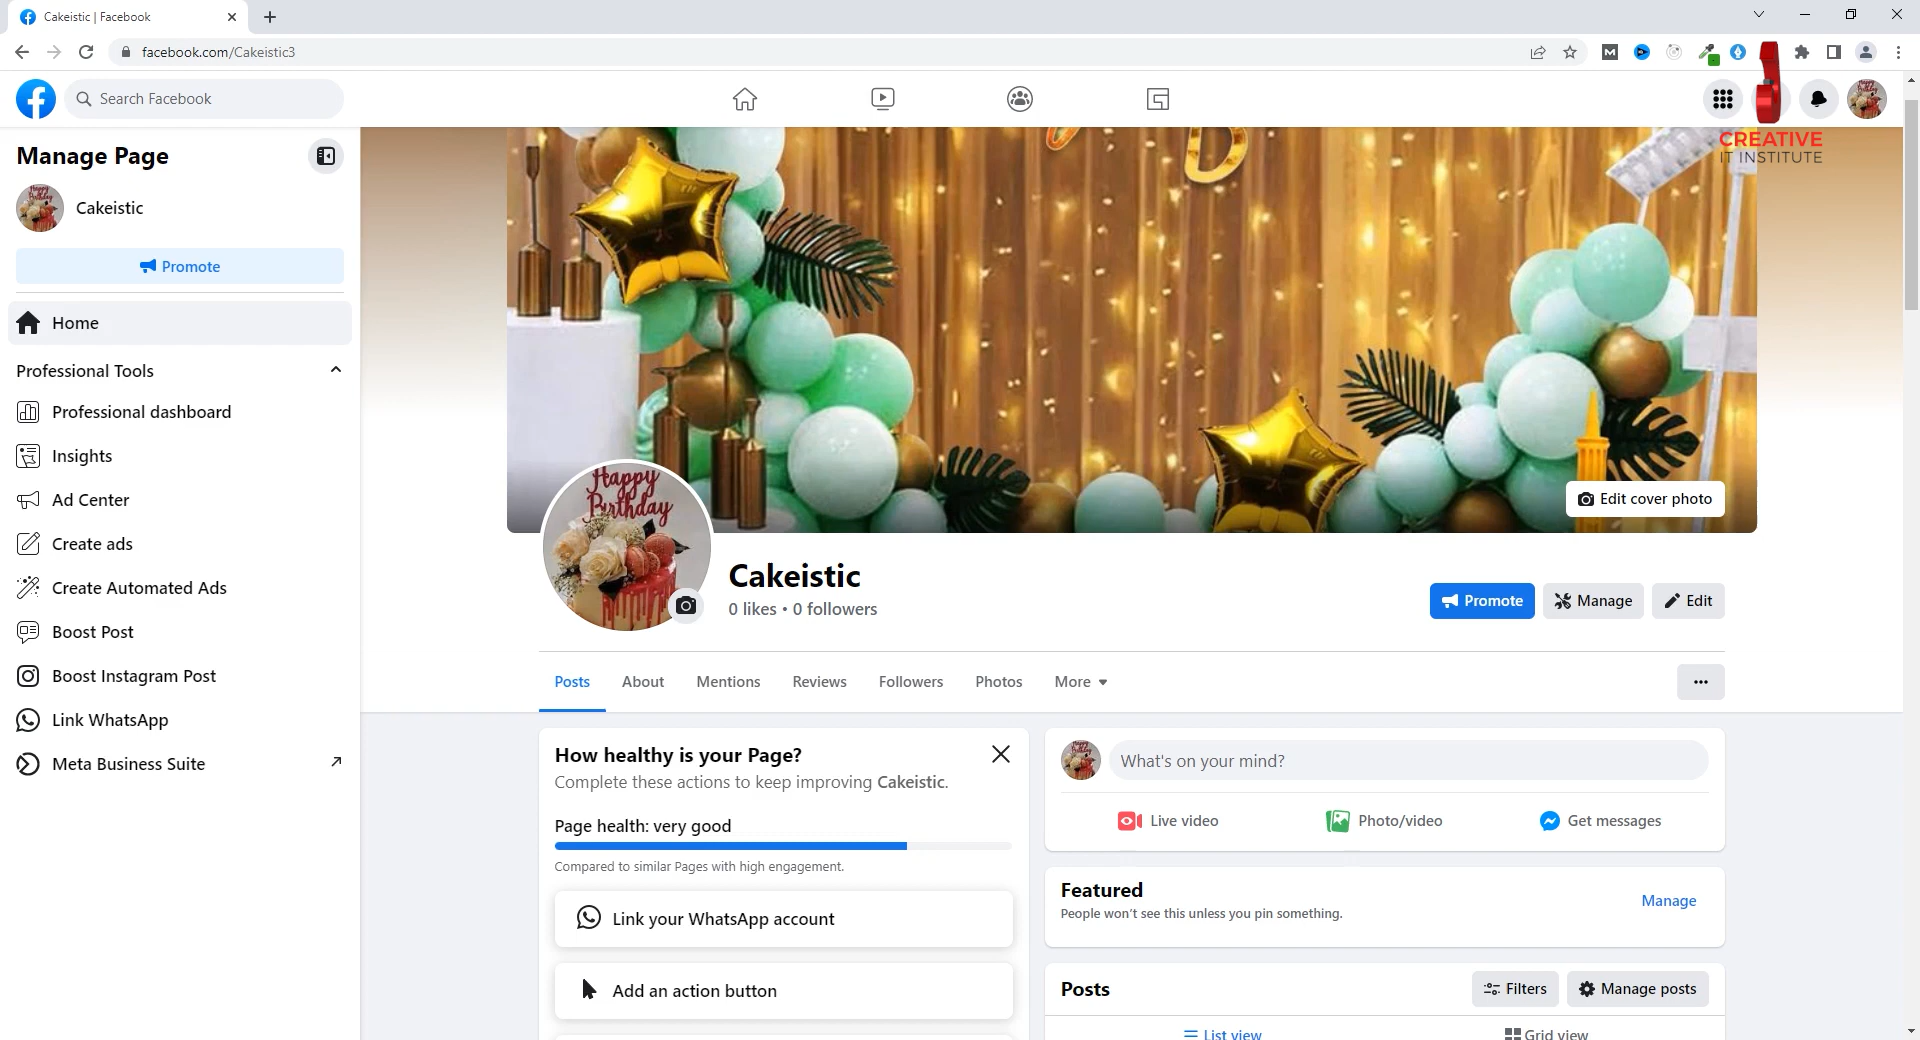 Cakeistic | Facebook
facebook.com/Cakeistic3
Search Facebook
CREATIVE
IT INSTITUTE
Manage Page
Cakeistic
Promote
Home
Professional Tools
Professional dashboard
Insights
Ad Center
Create ads
Create Automated Ads
Boost Post
Boost Instagram Post
Link WhatsApp
Meta Business Suite
Edit cover photo
Happy
Birthday
Cakeistic
0 likes • 0 followers
Promote
Manage
Edit
Posts
About
Mentions
Reviews
Followers
Photos
More
How healthy is your Page?
Complete these actions to keep improving Cakeistic.
Page health: very good
Compared to similar Pages with high engagement.
Link your WhatsApp account
Add an action button
What's on your mind?
Live video
Photo/video
Get messages
Featured
People won't see this unless you pin something.
Manage
Posts
Filters
Manage posts
List view
Grid view